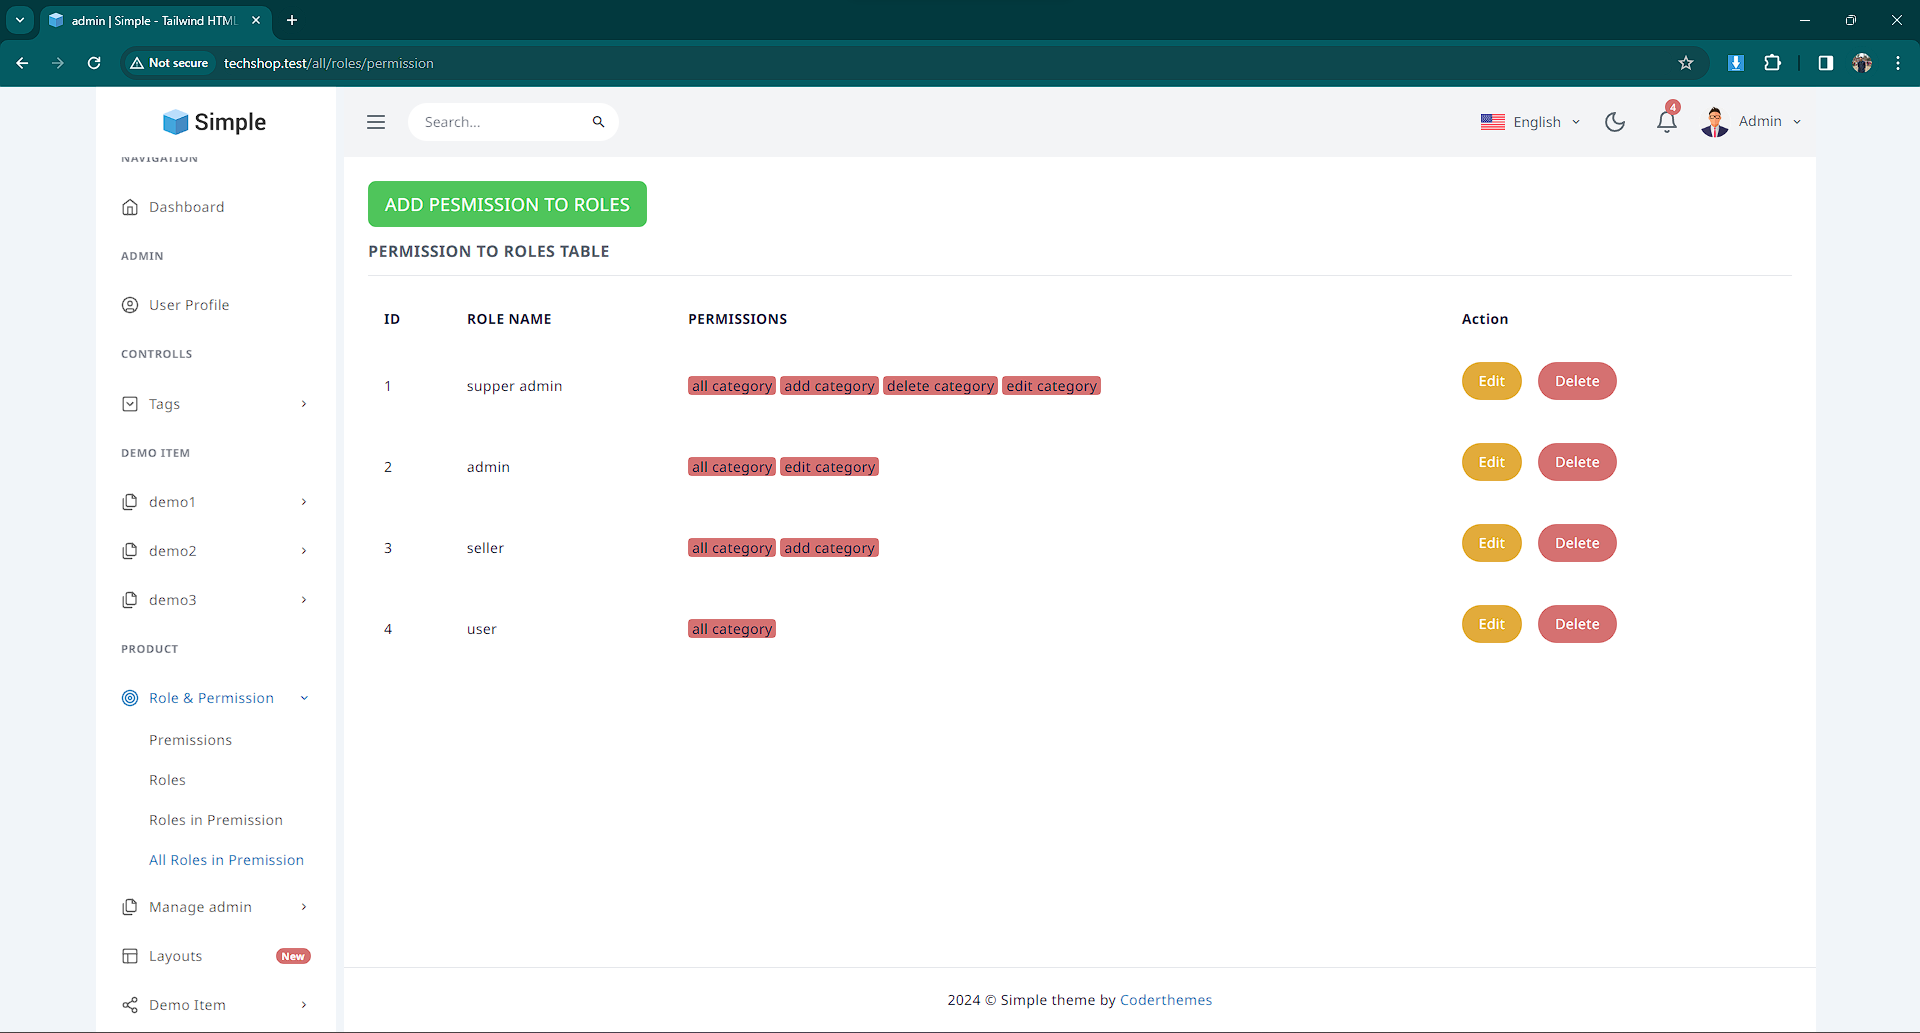 admin | Simple - Tailwind HTML
Not secure
techshop.test/all/roles/permission
Simple
Search...
English
4
Admin
NAVIGATION
Dashboard
ADMIN
User Profile
CONTROLLS
Tags
DEMO ITEM
demo1
demo2
demo3
PRODUCT
Role & Permission
Premissions
Roles
Roles in Premission
All Roles in Premission
Manage admin
Layouts New
Demo Item
ADD PESMISSION TO ROLES
PERMISSION TO ROLES TABLE
ID ROLE NAME PERMISSIONS Action
1 supper admin all category add category delete category edit category Edit Delete
2 admin all category edit category Edit Delete
3 seller all category add category Edit Delete
4 user all category Edit Delete
2024 © Simple theme by Coderthemes